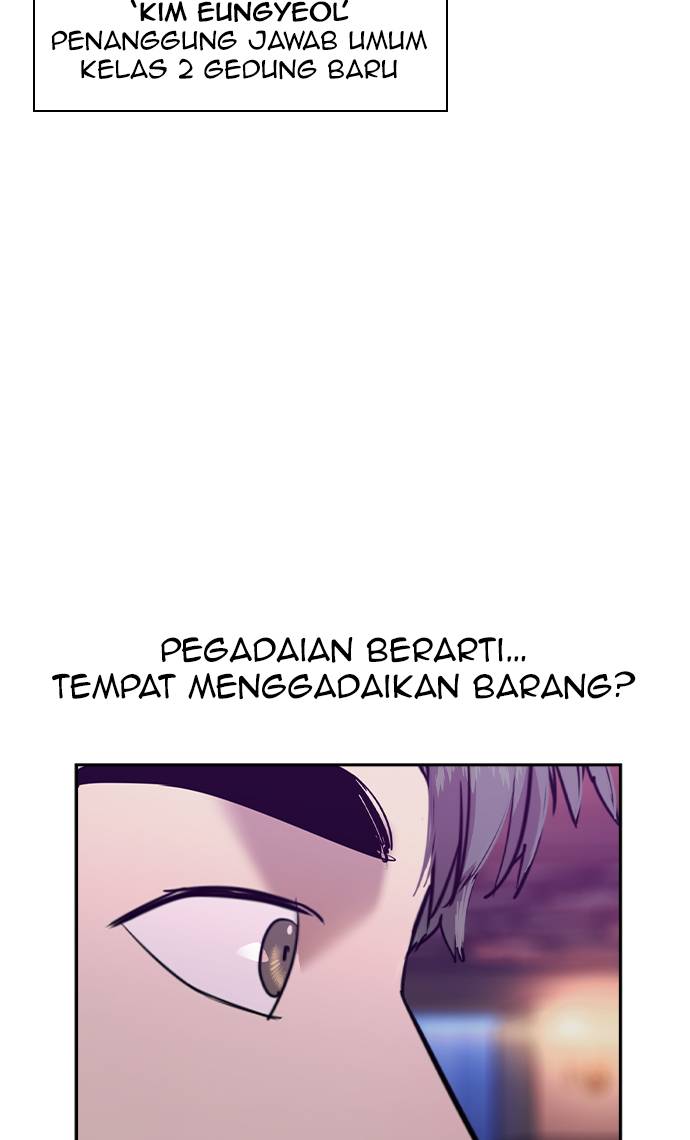 'KIM EUNGYEOL'
PENANGGUNG JAWAB UMUM
KELAS 2 GEDUNG BARU
PEGADAIAN BERARTI...
TEMPAT MENGGADAIKAN BARANG?